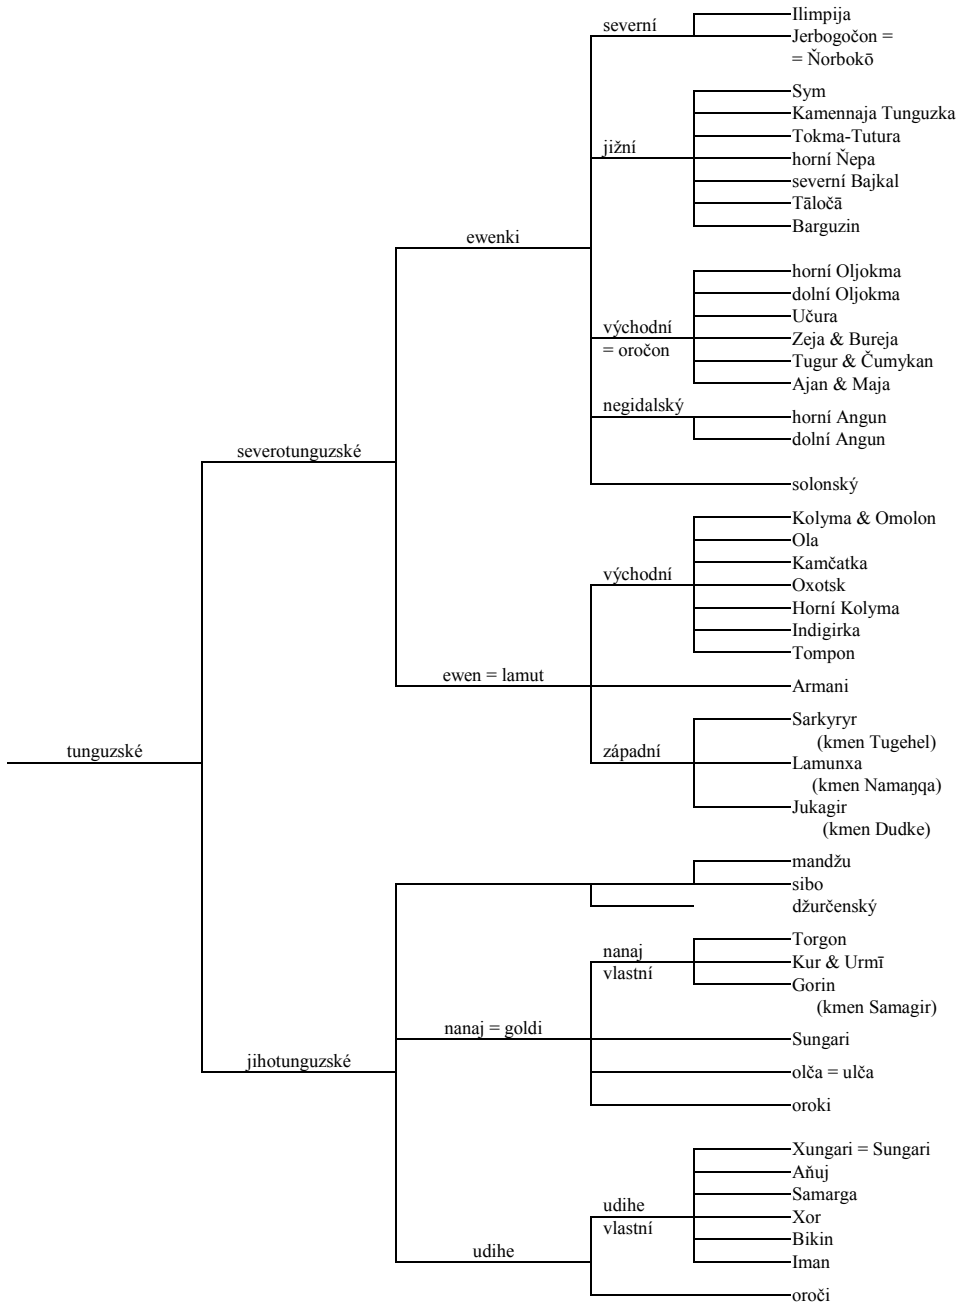 severní
Ilimpija
Jerbogočon =
= Ňorbokō
jižní
Sym
Kamennaja Tunguzka
Tokma-Tutura
horní Ňepa
severní Bajkal
Tāločā
Barguzin
ewenki
východní
= oročon
horní Oljokma
dolní Oljokma
Učura
Zeja & Bureja
Tugur & Čumykan
Ajan & Maja
negidalský
horní Angun
dolní Angun
severotunguzské
solonský
východní
Kolyma & Omolon
Ola
Kamčatka
Oxotsk
Horní Kolyma
Indigirka
Tompon
ewen = lamut
Armani
tunguzské
západní
Sarkyryr
(kmen Tugehel)
Lamunxa
(kmen Namaŋqa)
Jukagir
(kmen Dudke)
mandžu
sibo
džurčenský
nanaj
vlastní
Torgon
Kur & Urmī
Gorin
(kmen Samagir)
nanaj = goldi
Sungari
jihotunguzské
olča = ulča
oroki
udihe
vlastní
Xungari = Sungari
Aňuj
Samarga
Xor
Bikin
Iman
udihe
oroči